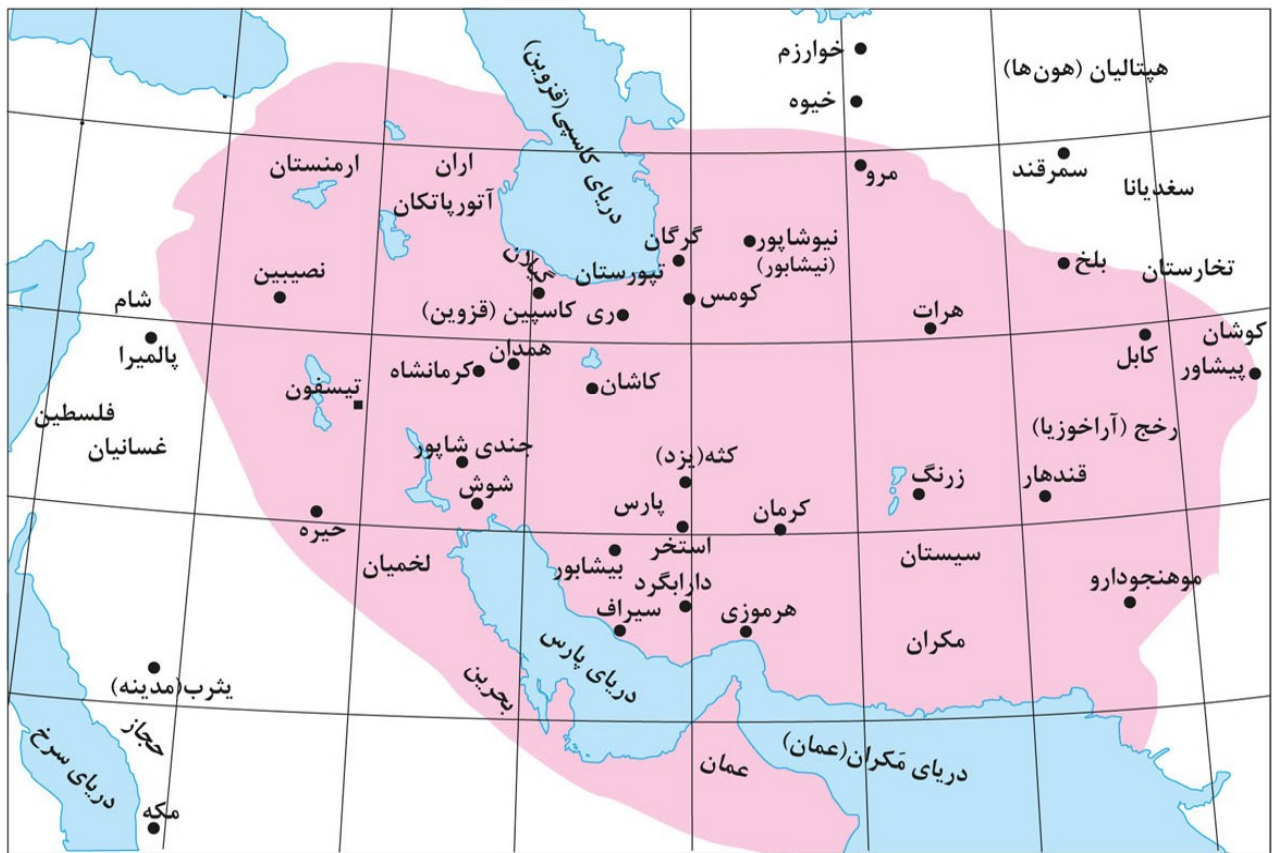 خوارزم
هپتالیان (هون‌ها)
خیوه
دریای کاسپی(قزوین)
ارمنستان
اران
مرو
سمرقند
سغدیانا
آتورپاتکان
گرگان
نیوشاپور
(نیشابور)
گیلان
تپورستان
بلخ
تخارستان
نصیبین
شام
کاسپین (قزوین)
ری
کومس
هرات
کوشان
پالمیرا
همدان
کابل
پیشاور
کرمانشاه
کاشان
تیسفون
فلسطین
غسانیان
رخج (آراخوزیا)
جندی شاپور
کثه(یزد)
زرنگ
قندهار
شوش
پارس
کرمان
حیره
استخر
سیستان
لخمیان
بیشابور
دارابگرد
موهنجودارو
سیراف
هرموزی
مکران
دریای پارس
یثرب(مدینه)
بحرین
حجاز
دریای سرخ
عمان
دریای مَکران(عمان)
مکه